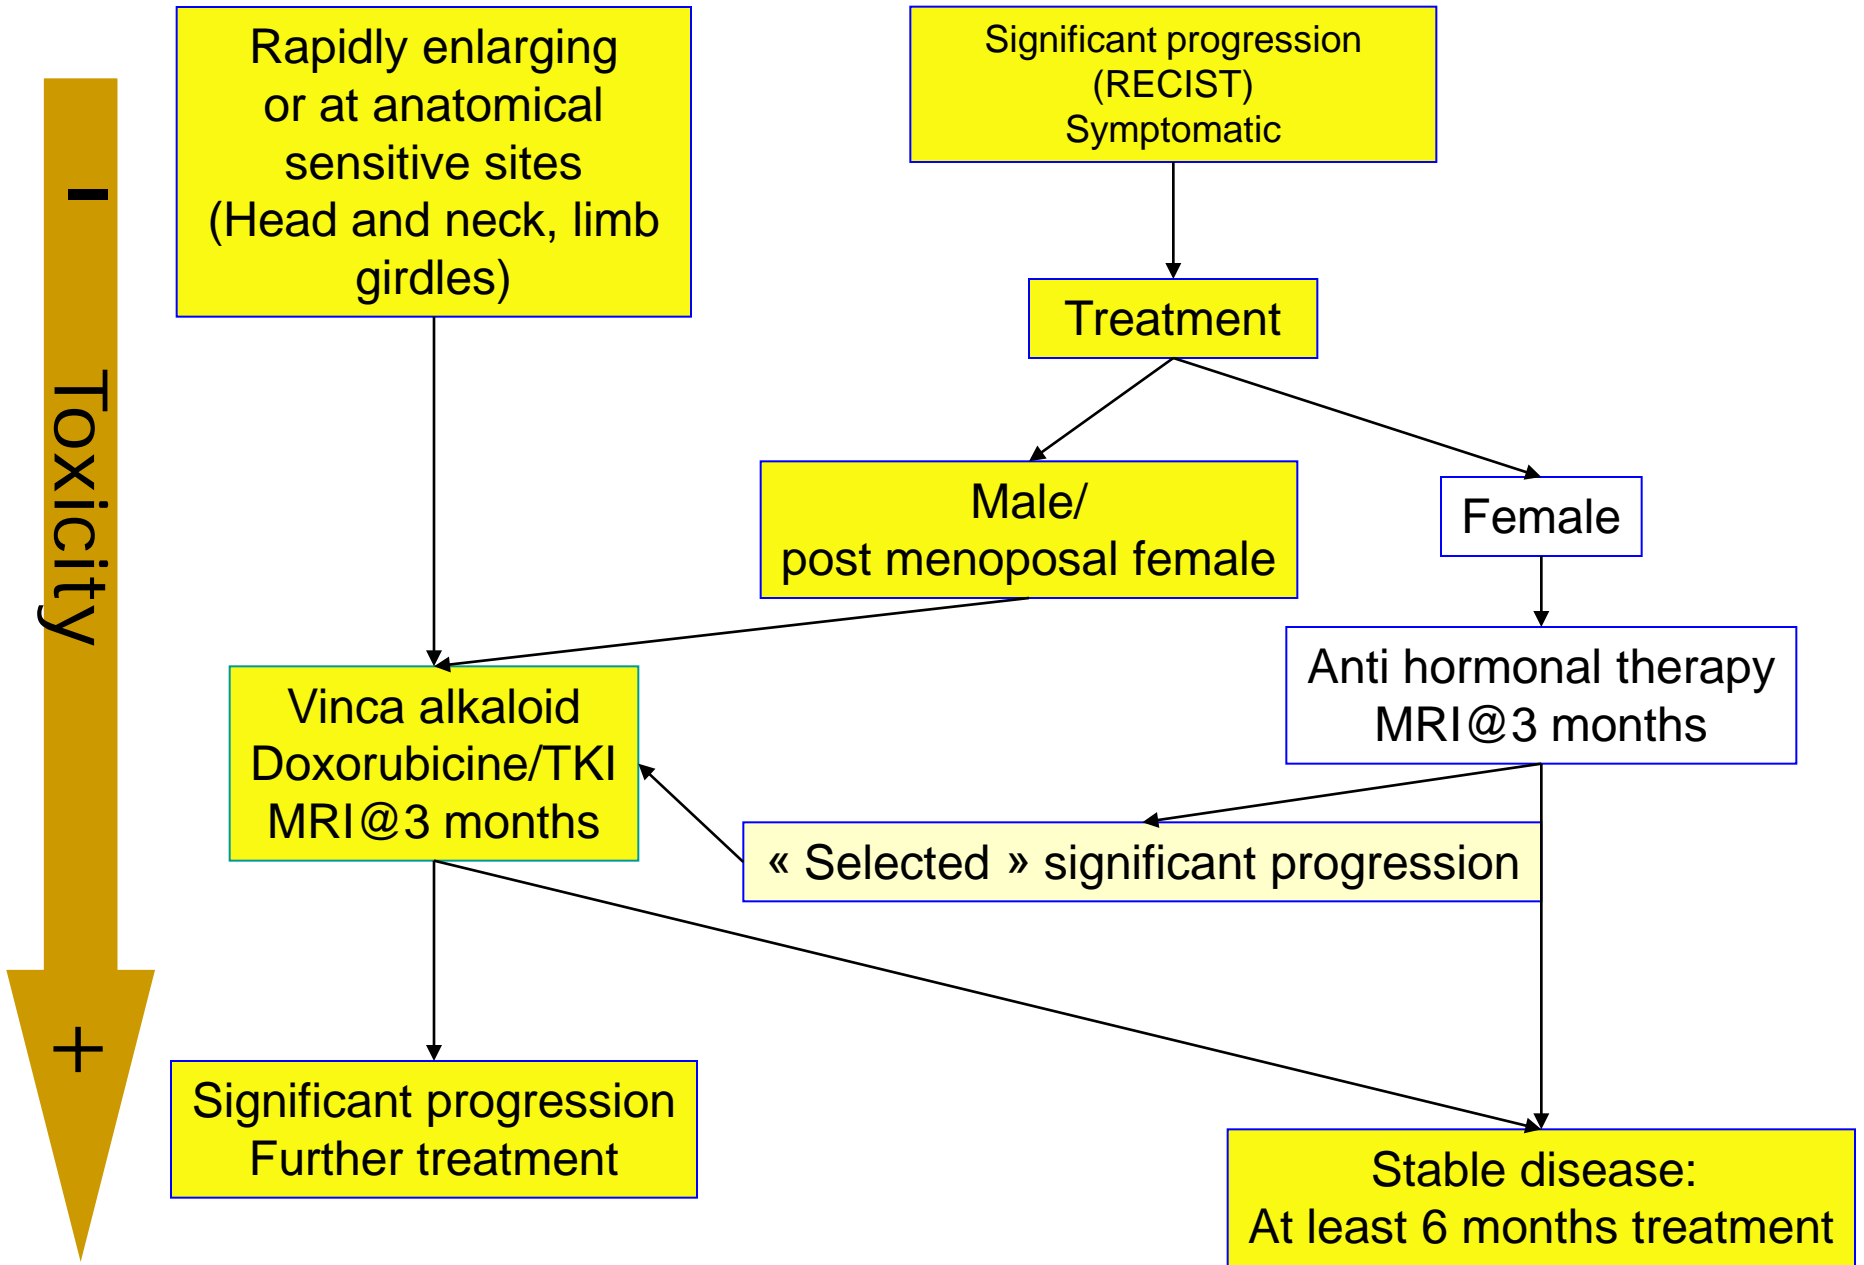 Rapidly enlarging
or at anatomical
sensitive sites
(Head and neck, limb
girdles)
Significant progression
(RECIST)
Symptomatic
- Toxicity +
Treatment
Male/
post menoposal female
Female
Vinca alkaloid
Doxorubicine/TKI
MRI@3 months
Anti hormonal therapy
MRI@3 months
« Selected » significant progression
Significant progression
Further treatment
Stable disease:
At least 6 months treatment